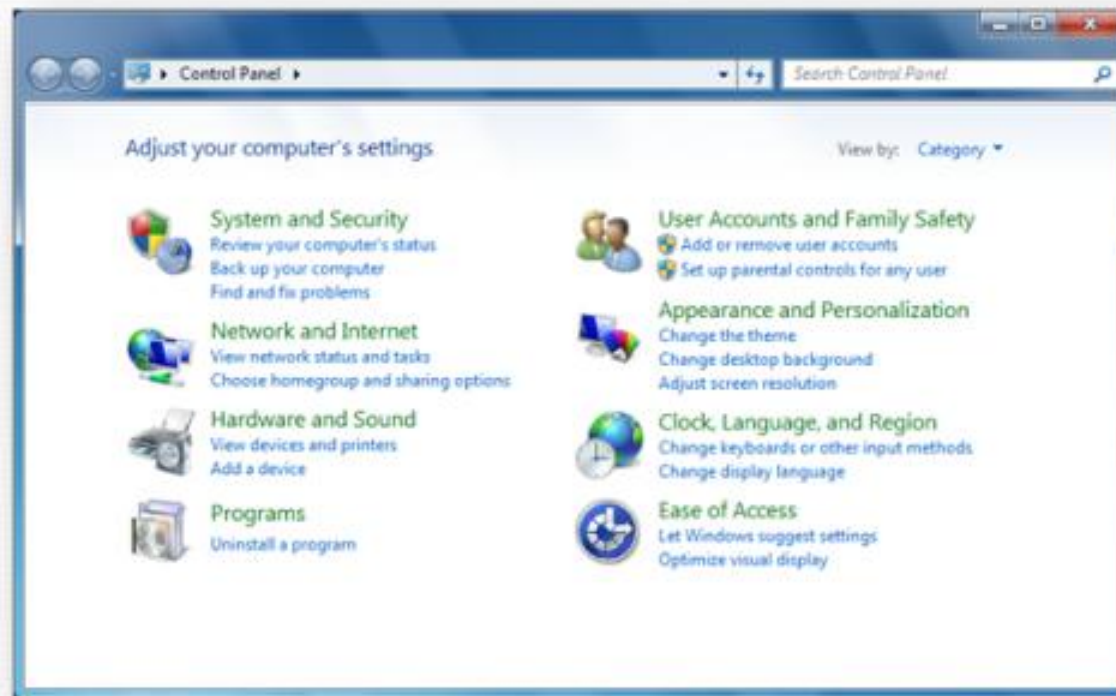 Control Panel
Search Control Panel
Adjust your computer's settings
View by: Category
System and Security
Review your computer's status
Back up your computer
Find and fix problems
Network and Internet
View network status and tasks
Choose homegroup and sharing options
Hardware and Sound
View devices and printers
Add a device
Programs
Uninstall a program
User Accounts and Family Safety
Add or remove user accounts
Set up parental controls for any user
Appearance and Personalization
Change the theme
Change desktop background
Adjust screen resolution
Clock, Language, and Region
Change keyboards or other input methods
Change display language
Ease of Access
Let Windows suggest settings
Optimize visual display